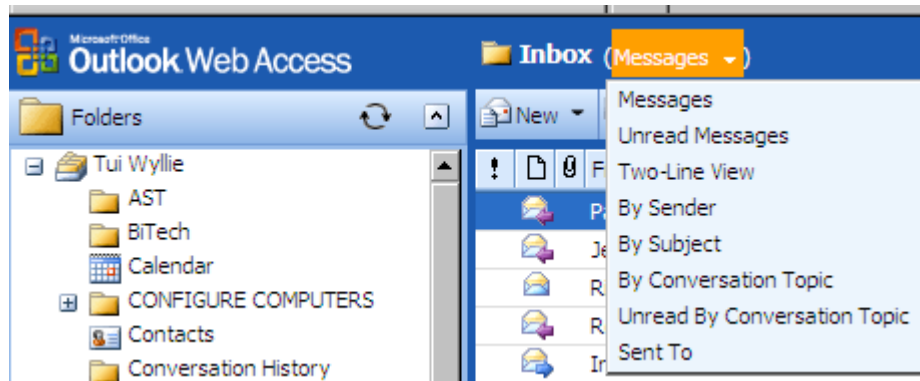 Microsoft Office
Outlook Web Access
Inbox (Messages)
Folders
New
Messages
Unread Messages
Two-Line View
By Sender
By Subject
By Conversation Topic
Unread By Conversation Topic
Sent To
Tui Wyllie
AST
BiTech
Calendar
CONFIGURE COMPUTERS
Contacts
Conversation History